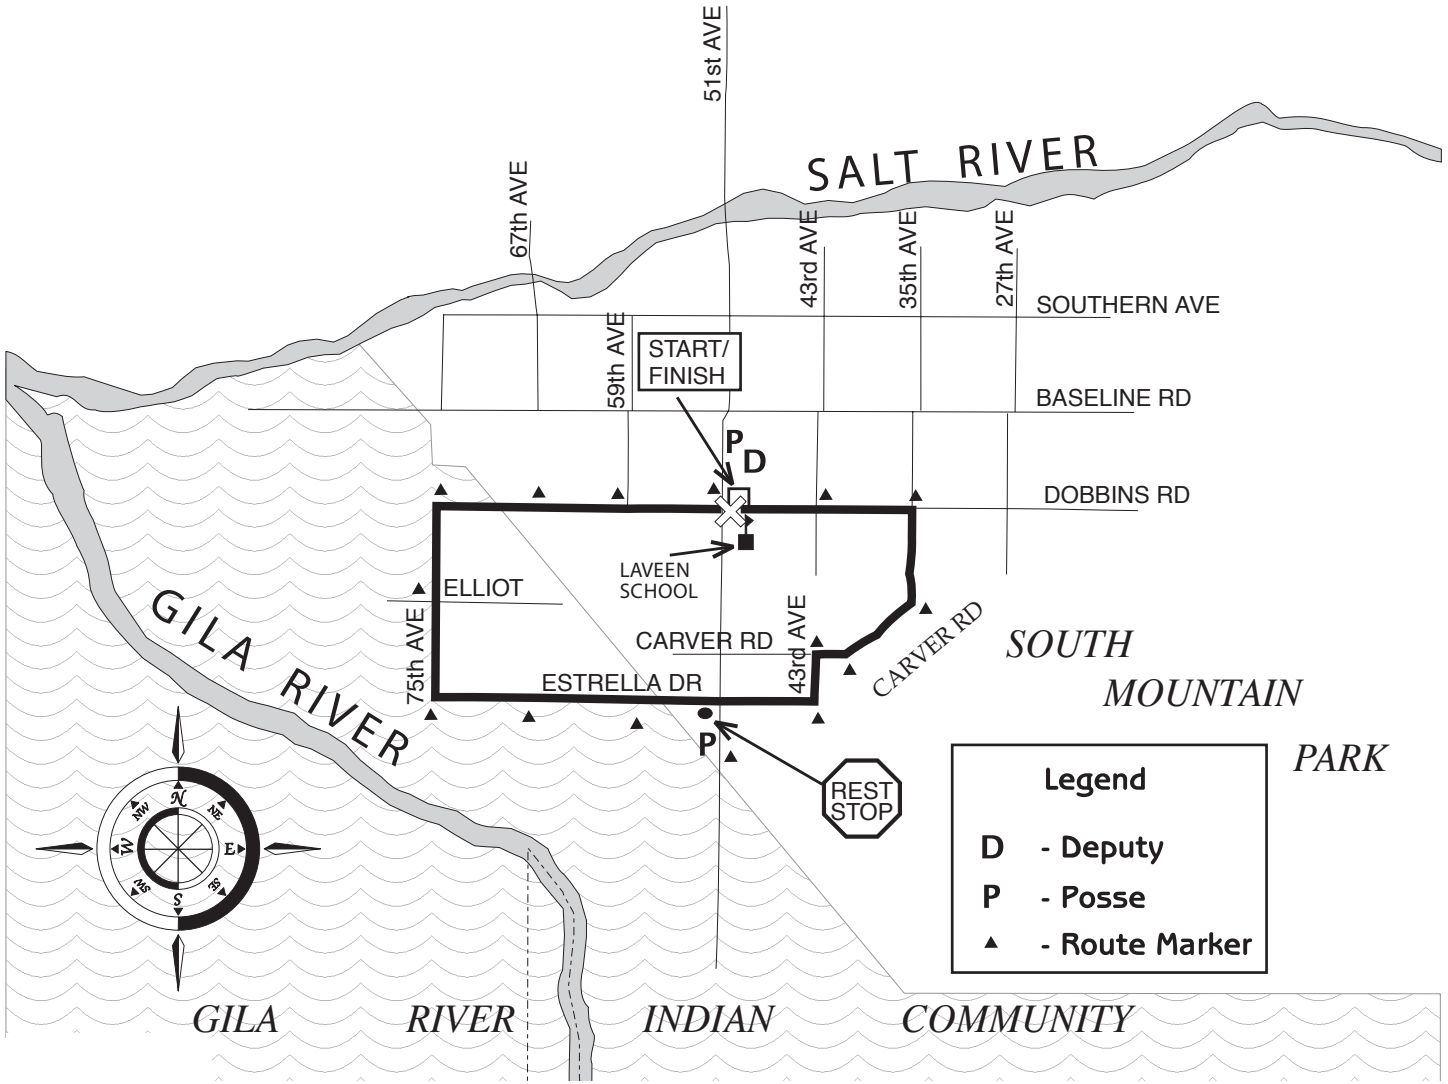 51st AVE
SALT RIVER
67th AVE
43rd AVE
35th AVE
27th AVE
SOUTHERN AVE
59th AVE
START/
FINISH
BASELINE RD
P
D
DOBBINS RD
LAVEEN
SCHOOL
ELLIOT
GILA RIVER
75th AVE
CARVER RD
43rd AVE
CARVER RD
ESTRELLA DR
SOUTH
MOUNTAIN
PARK
P
REST
STOP
Legend
D - Deputy
P - Posse
- Route Marker
N
NE
E
SE
S
SW
W
NW
GILA RIVER INDIAN COMMUNITY